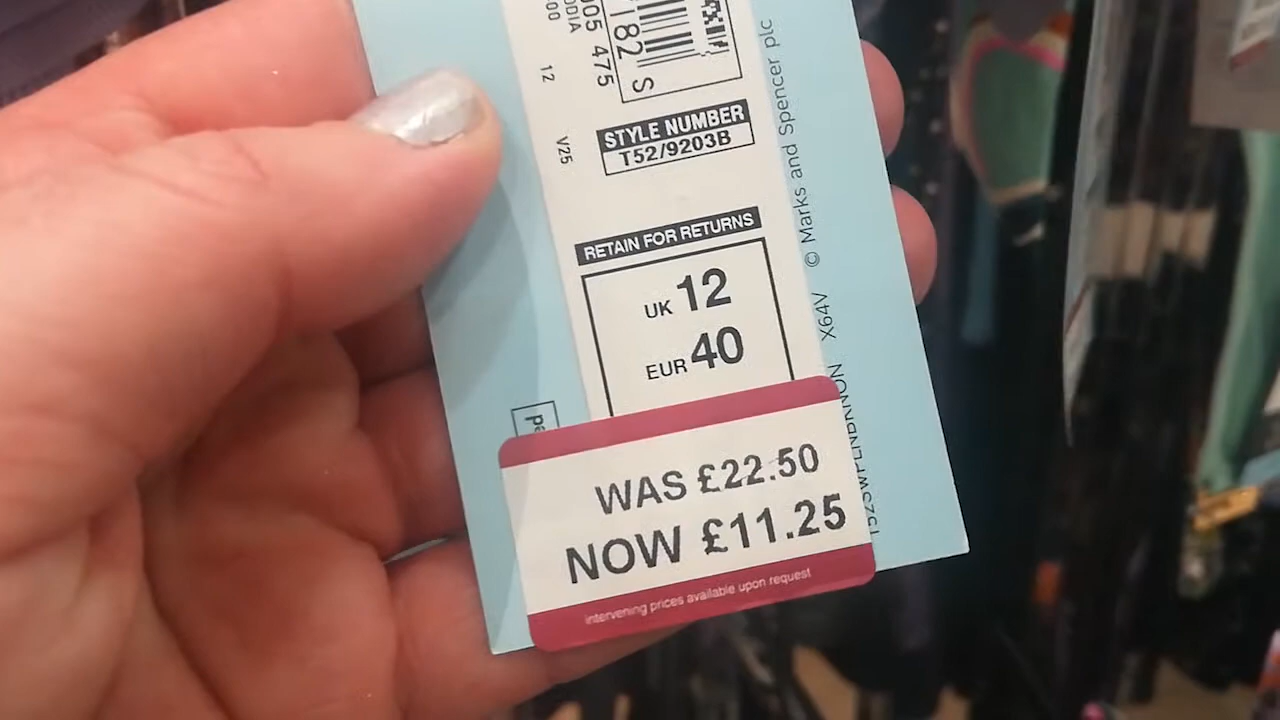 005 475
182 S
12
V25
STYLE NUMBER
T52/9203B
RETAIN FOR RETURNS
UK 12
EUR 40
WAS £22.50
NOW £11.25
intervening prices available upon request
X64V © Marks and Spencer plc